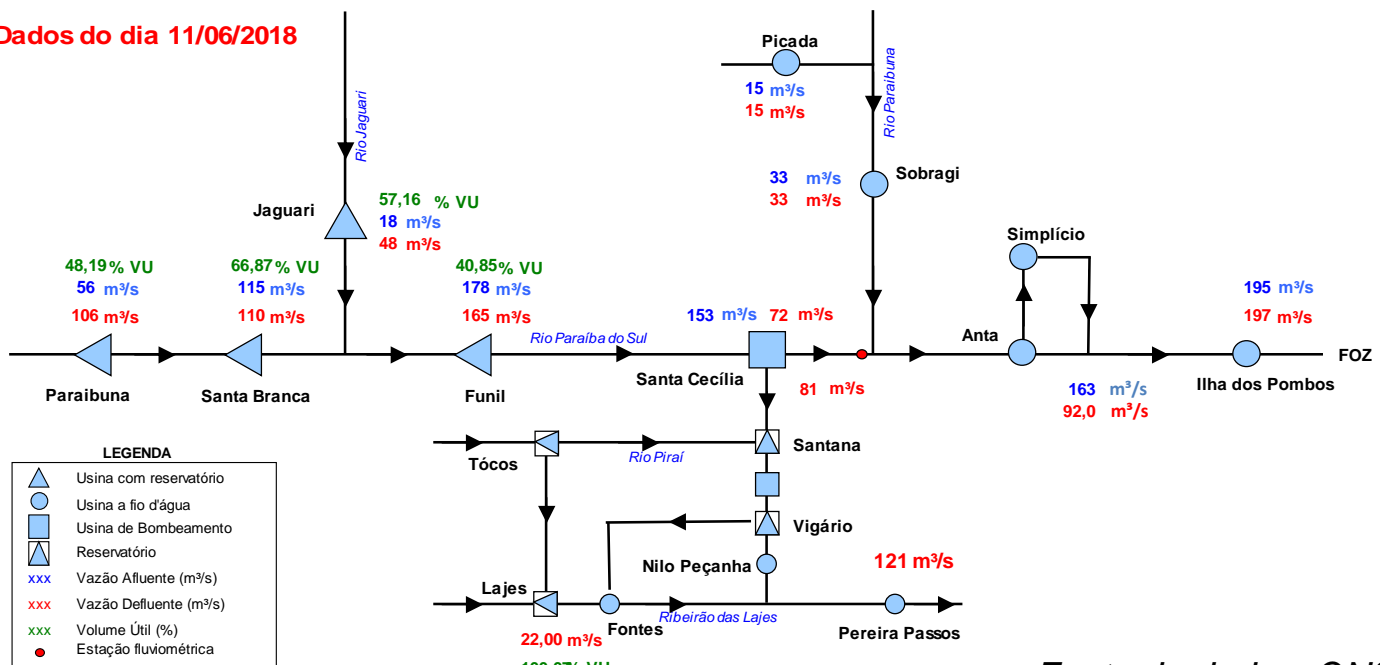 Dados do dia 11/06/2018
Picada
15 m³/s
15 m³/s
Rio Paraibuna
Rio Jaguari
33 m³/s
33 m³/s
Sobragi
Jaguari
57,16 % VU
18 m³/s
48 m³/s
Simplício
48,19% VU
56 m³/s
106 m³/s
66,87% VU
115 m³/s
110 m³/s
40,85% VU
178 m³/s
165 m³/s
195 m³/s
197 m³/s
153 m³/s 72 m³/s
Rio Paraíba do Sul
Anta
FOZ
Paraibuna
Santa Branca
Funil
Santa Cecília
81 m³/s
163 m³/s
92,0 m³/s
Ilha dos Pombos
Tócos
Rio Piraí
Santana
Vigário
Nilo Peçanha
121 m³/s
Lajes
Fontes
Ribeirão das Lajes
Pereira Passos
22,00 m³/s
LEGENDA
Usina com reservatório
Usina a fio d'água
Usina de Bombeamento
Reservatório
xxx Vazão Afluente (m³/s)
xxx Vazão Defluente (m³/s)
xxx Volume Útil (%)
Estação fluviométrica